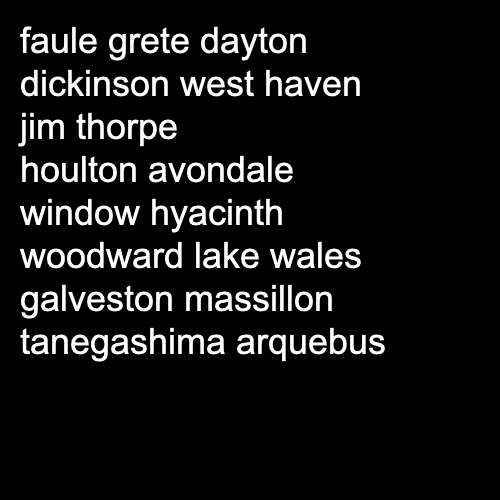 faule grete dayton
dickinson west haven
jim thorpe
houlton avondale
window hyacinth
woodward lake wales
galveston massillon
tanegashima arquebus